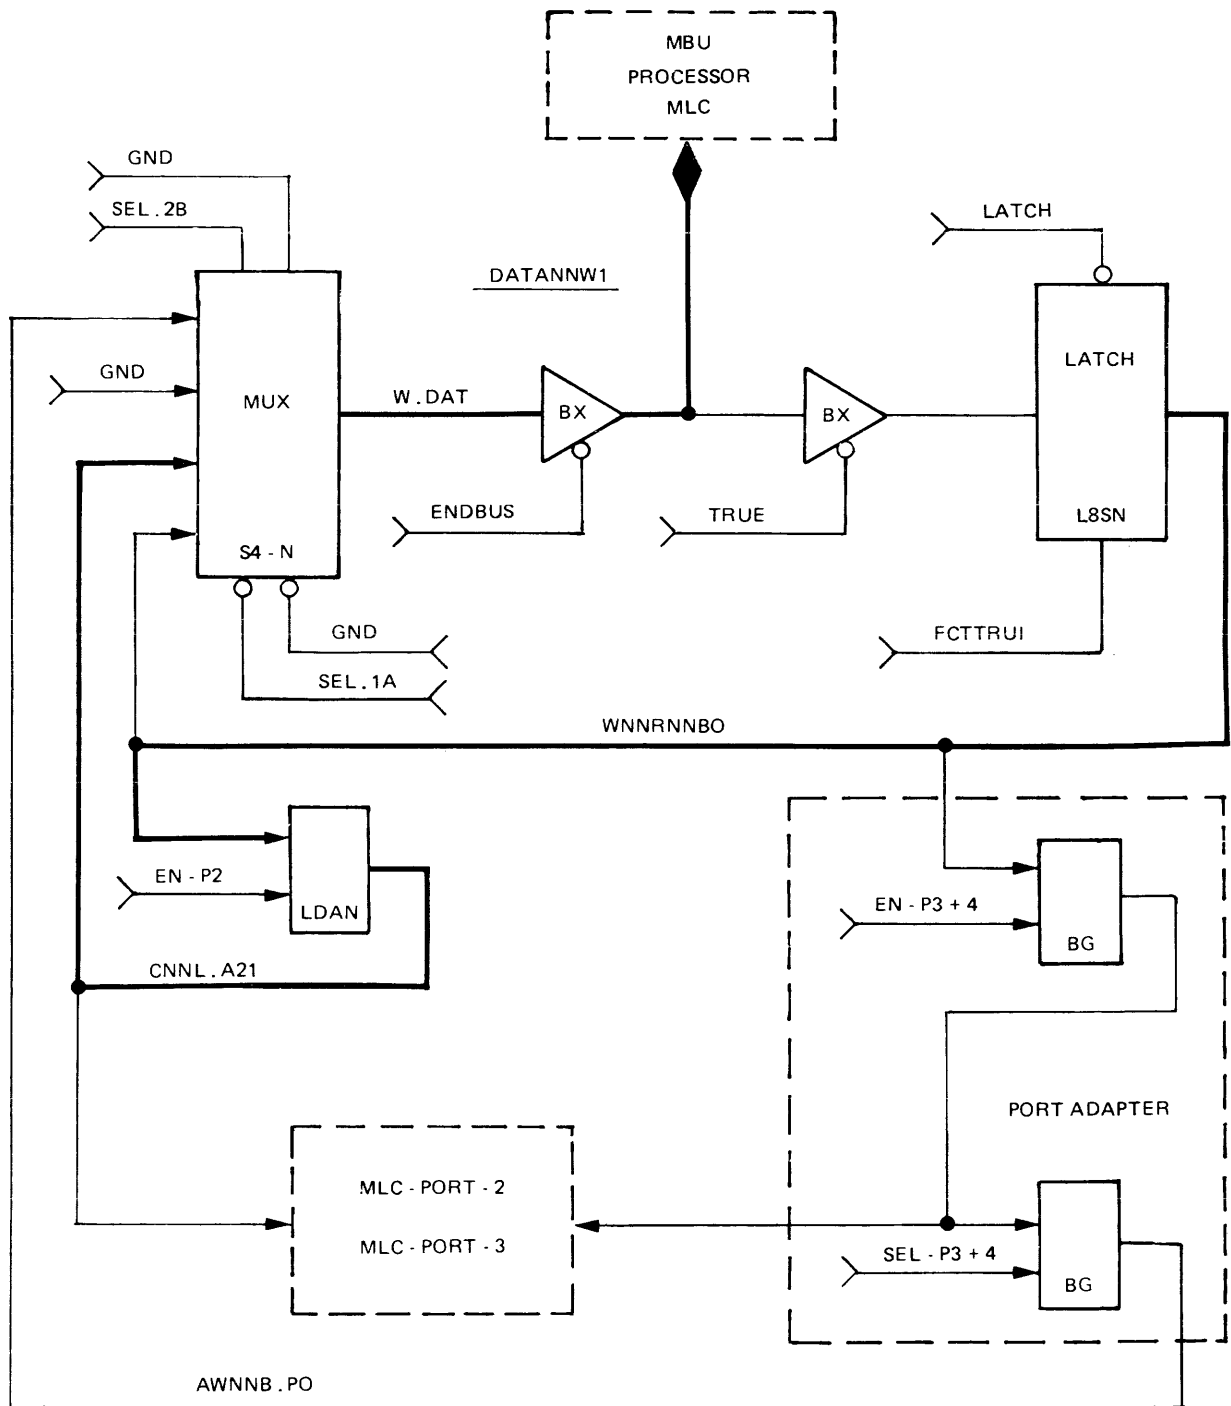 MBU
PROCESSOR
MLC
GND
SEL.2B
LATCH
DATANNW1
GND
MUX
W.DAT
BX
BX
LATCH
ENDBUS
TRUE
L8SN
S4-N
GND
FCTTRUI
SEL.1A
WNNRNNBO
EN-P2
LDAN
EN-P3+4
BG
CNNL.A21
PORT ADAPTER
MLC-PORT-2
MLC-PORT-3
SEL-P3+4
BG
AWNNB.PO